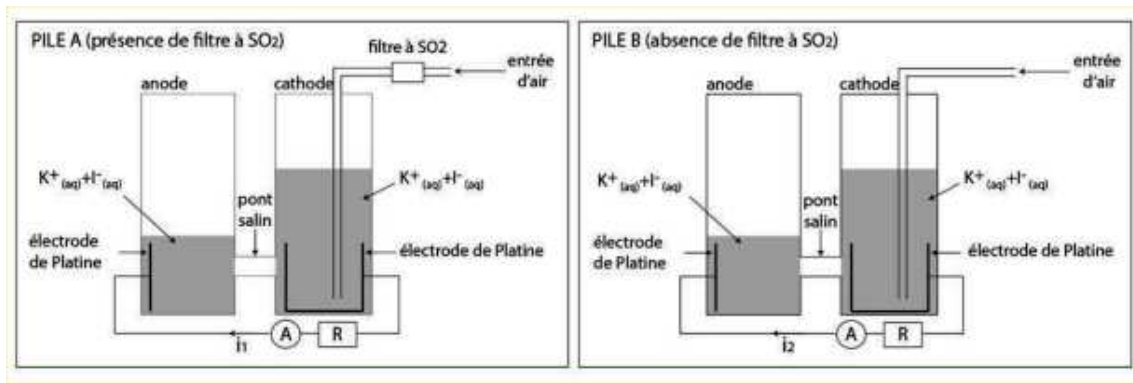 PILE A (présence de filtre à SO₂)
filtre à SO2
entrée
d'air
anode
cathode
K⁺ (aq)+I⁻ (aq)
K⁺ (aq)+I⁻ (aq)
pont
salin
électrode
de Platine
électrode de Platine
i₁
A
R
PILE B (absence de filtre à SO₂)
entrée
d'air
anode
cathode
K⁺ (aq)+I⁻ (aq)
K⁺ (aq)+I⁻ (aq)
pont
salin
électrode
de Platine
électrode de Platine
i₂
A
R